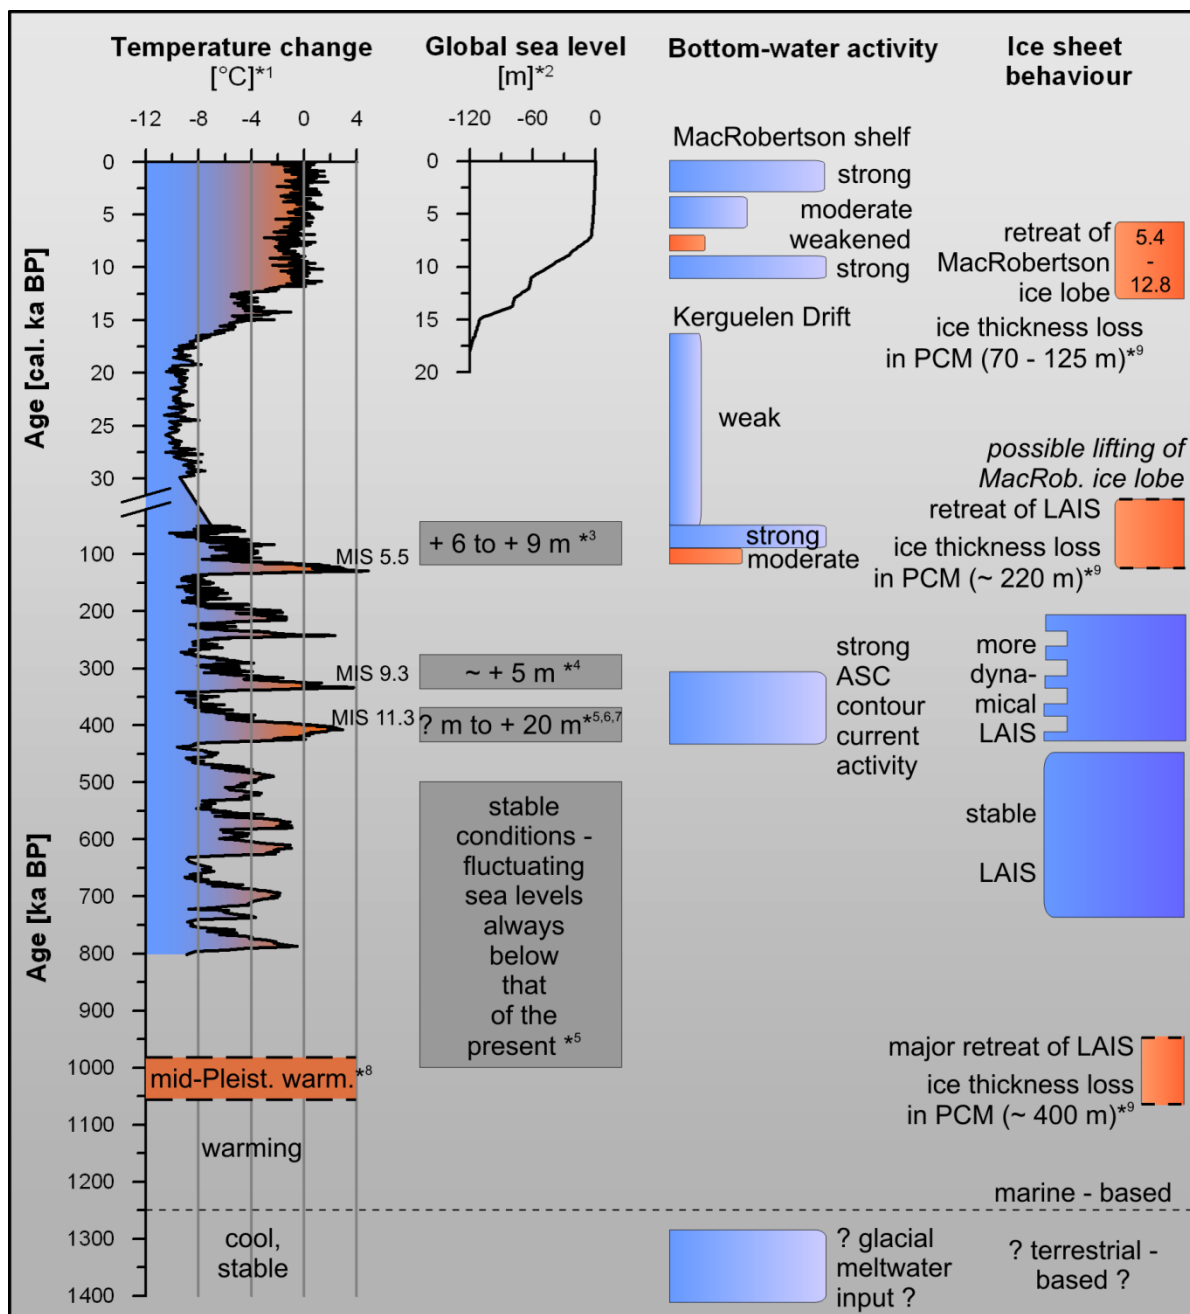 Temperature change
[°C]*1
Global sea level
[m]*2
Bottom-water activity
Ice sheet
behaviour
-12 -8 -4 0 4
-120 -60 0
Age [cal. ka BP]
0
5
10
15
20
25
30
0
5
10
15
20
MacRobertson shelf
strong
moderate
weakened
strong
Kerguelen Drift
weak
strong
moderate
retreat of
MacRobertson
ice lobe
5.4
-
12.8
ice thickness loss
in PCM (70 - 125 m)*9
possible lifting of
MacRob. ice lobe
retreat of LAIS
ice thickness loss
in PCM (~ 220 m)*9
Age [ka BP]
100
200
300
400
500
600
700
800
900
1000
1100
1200
1300
1400
MIS 5.5
MIS 9.3
MIS 11.3
+ 6 to + 9 m *3
~ + 5 m *4
? m to + 20 m*5,6,7
stable
conditions -
fluctuating
sea levels
always
below
that
of the
present *5
strong
ASC
contour
current
activity
more
dyna-
mical
LAIS
stable
LAIS
mid-Pleist. warm.*8
major retreat of LAIS
ice thickness loss
in PCM (~ 400 m)*9
warming
marine - based
cool,
stable
? glacial
meltwater
input ?
? terrestrial -
based ?